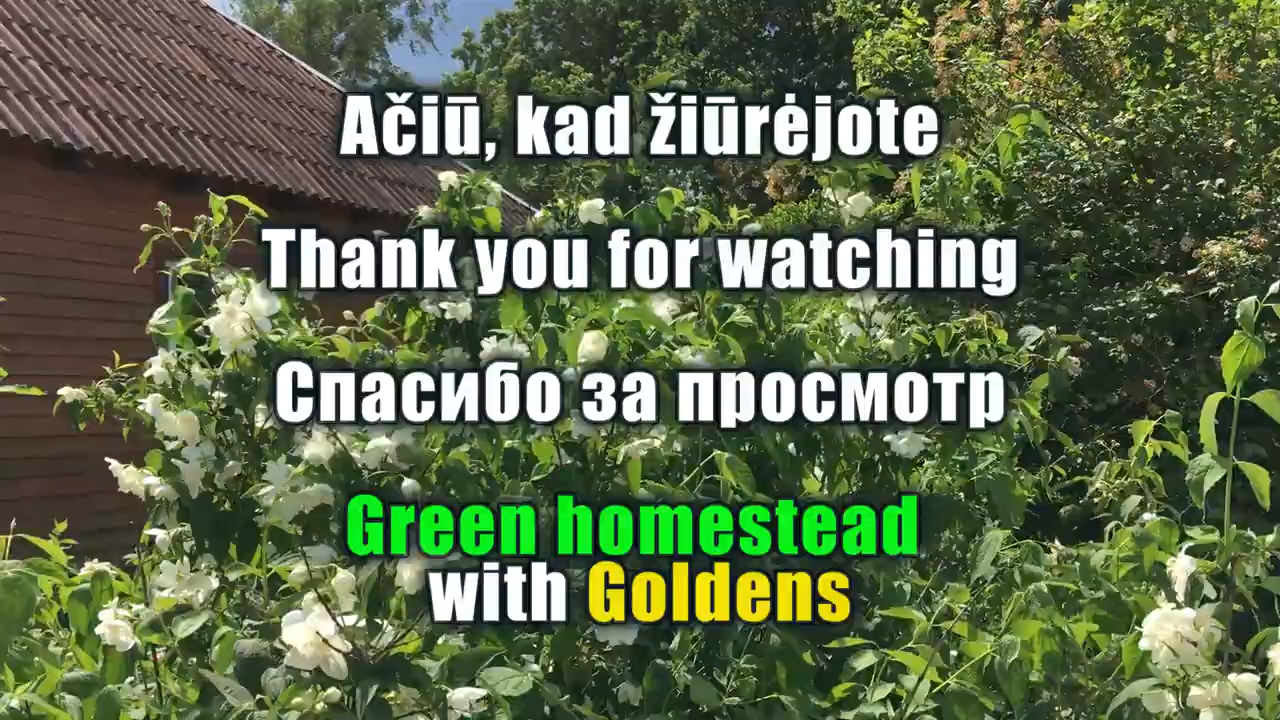 Ačiū, kad žiūrėjote
Thank you for watching
Спасибо за просмотр
Green homestead
with Goldens